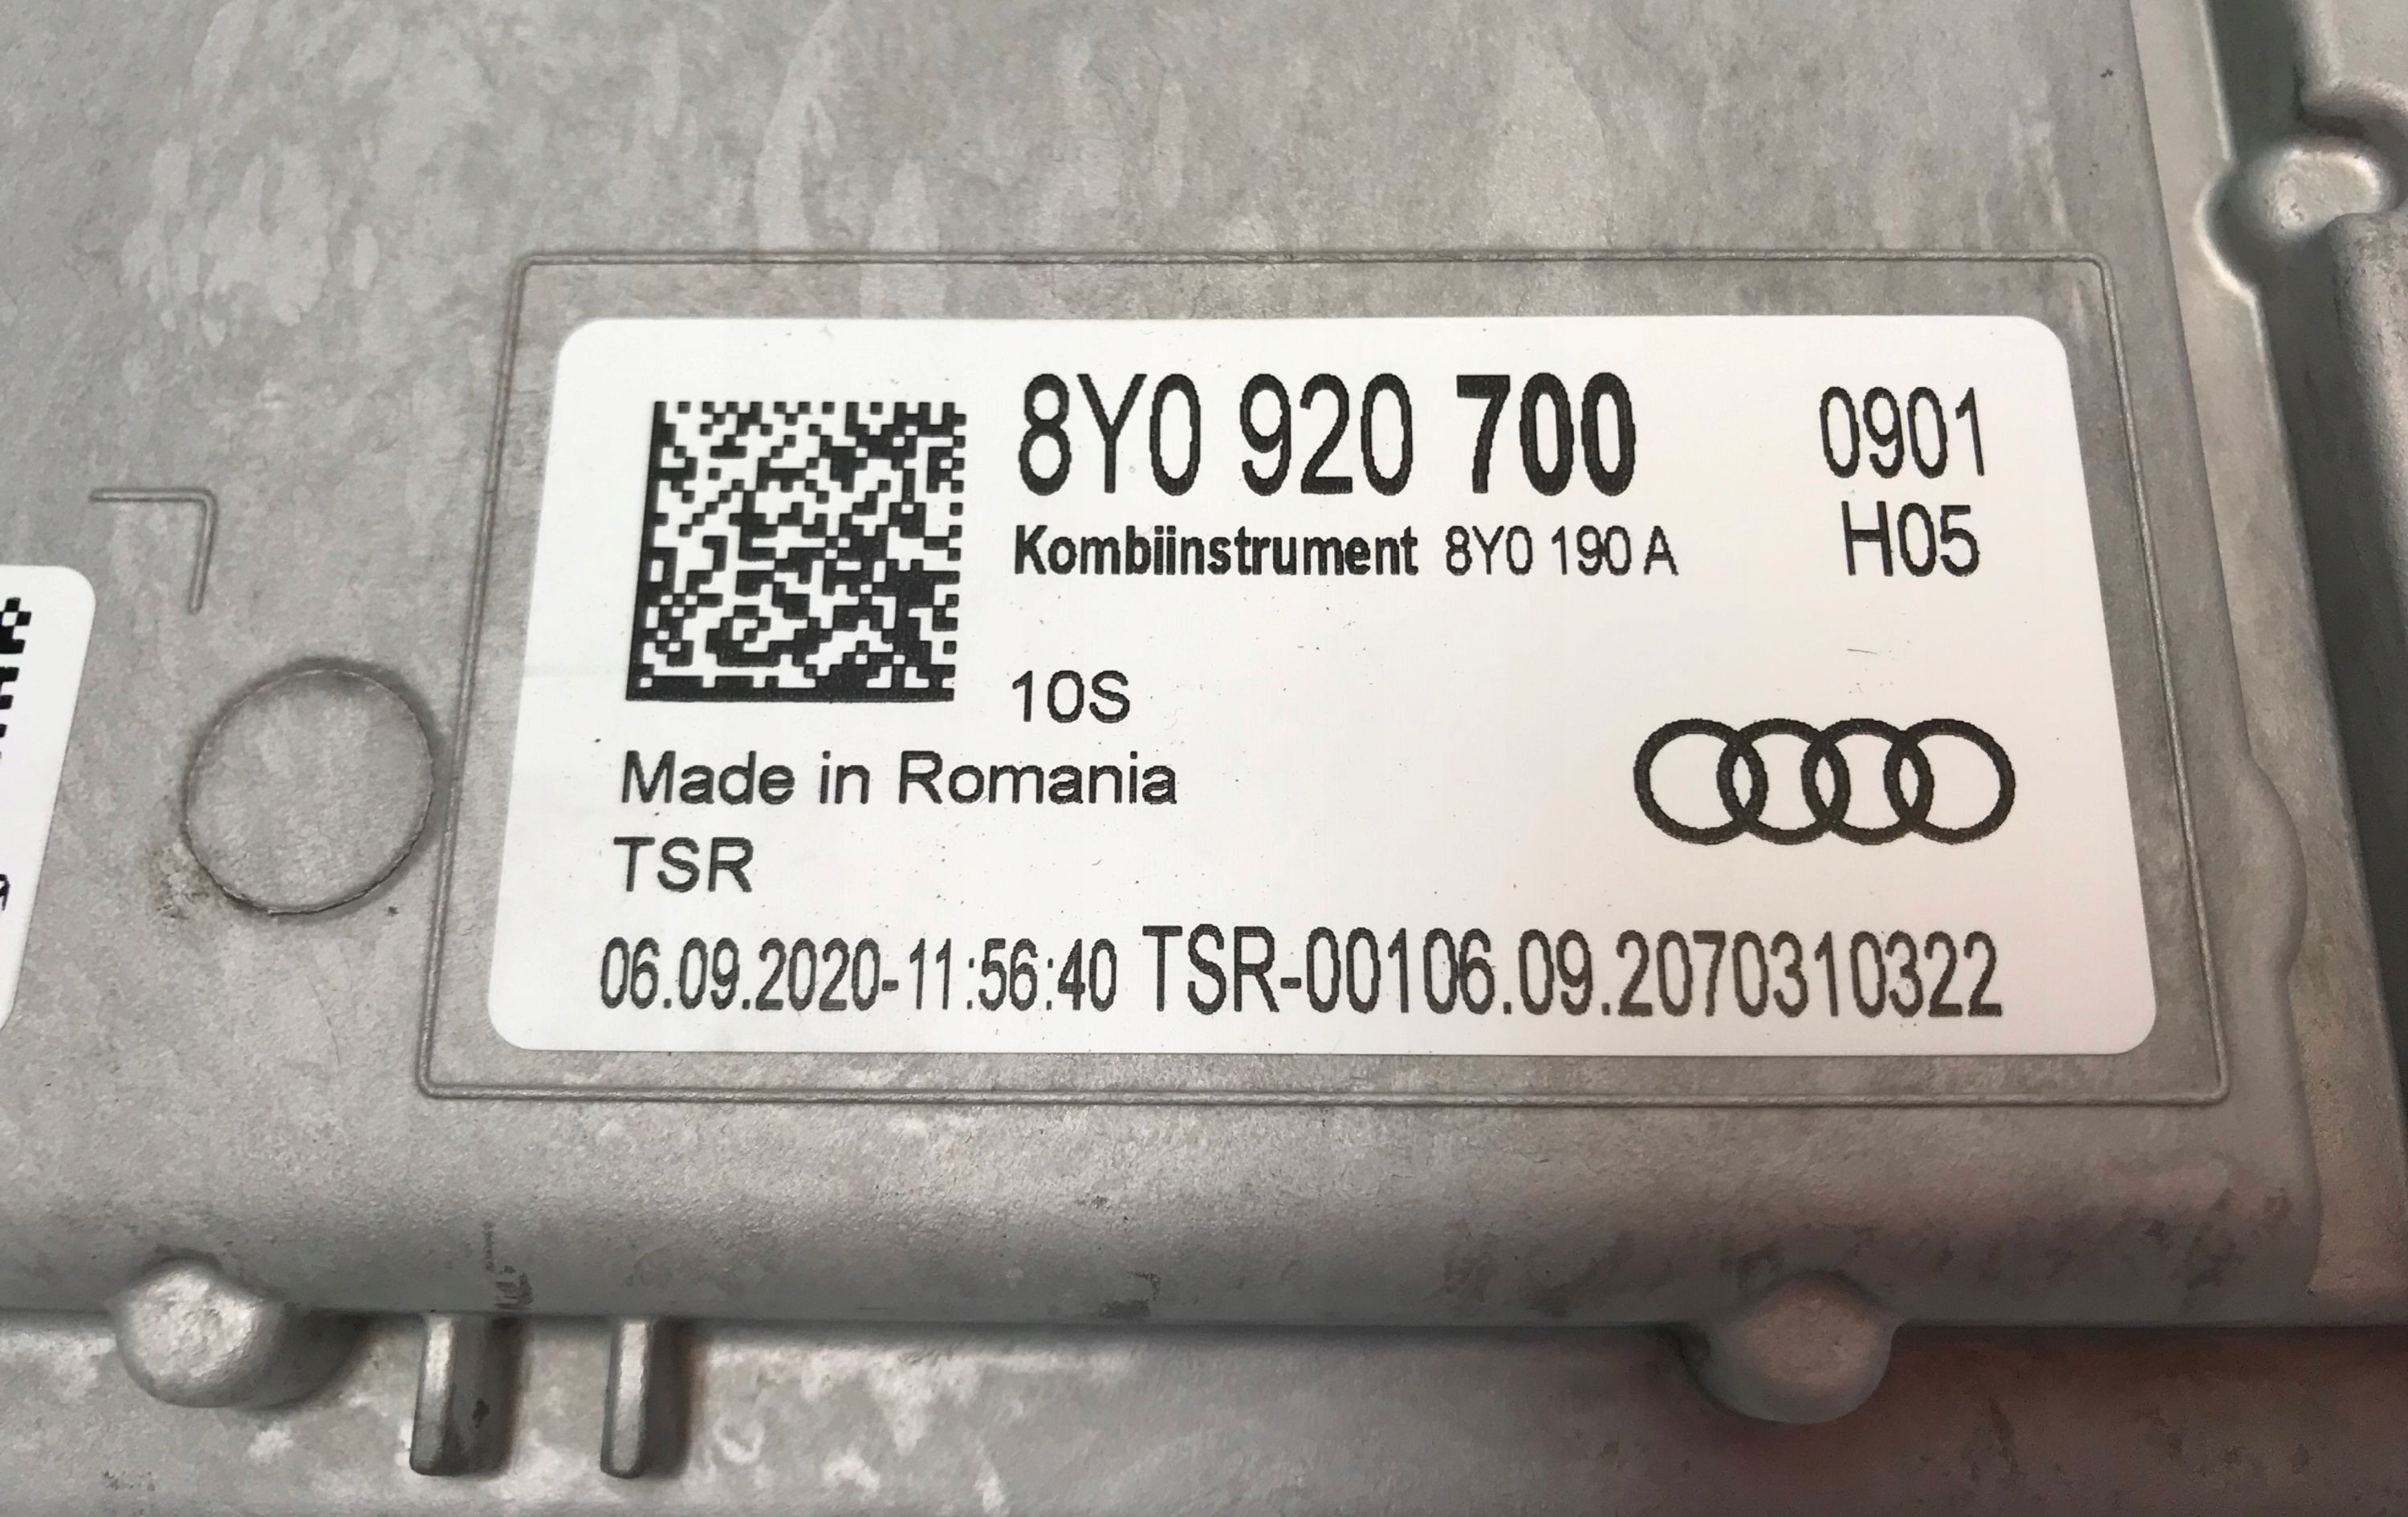 8Y0 920 700 0901
Kombiinstrument 8Y0 190 A H05
10S
Made in Romania
TSR
06.09.2020-11:56:40 TSR-00106.09.2070310322